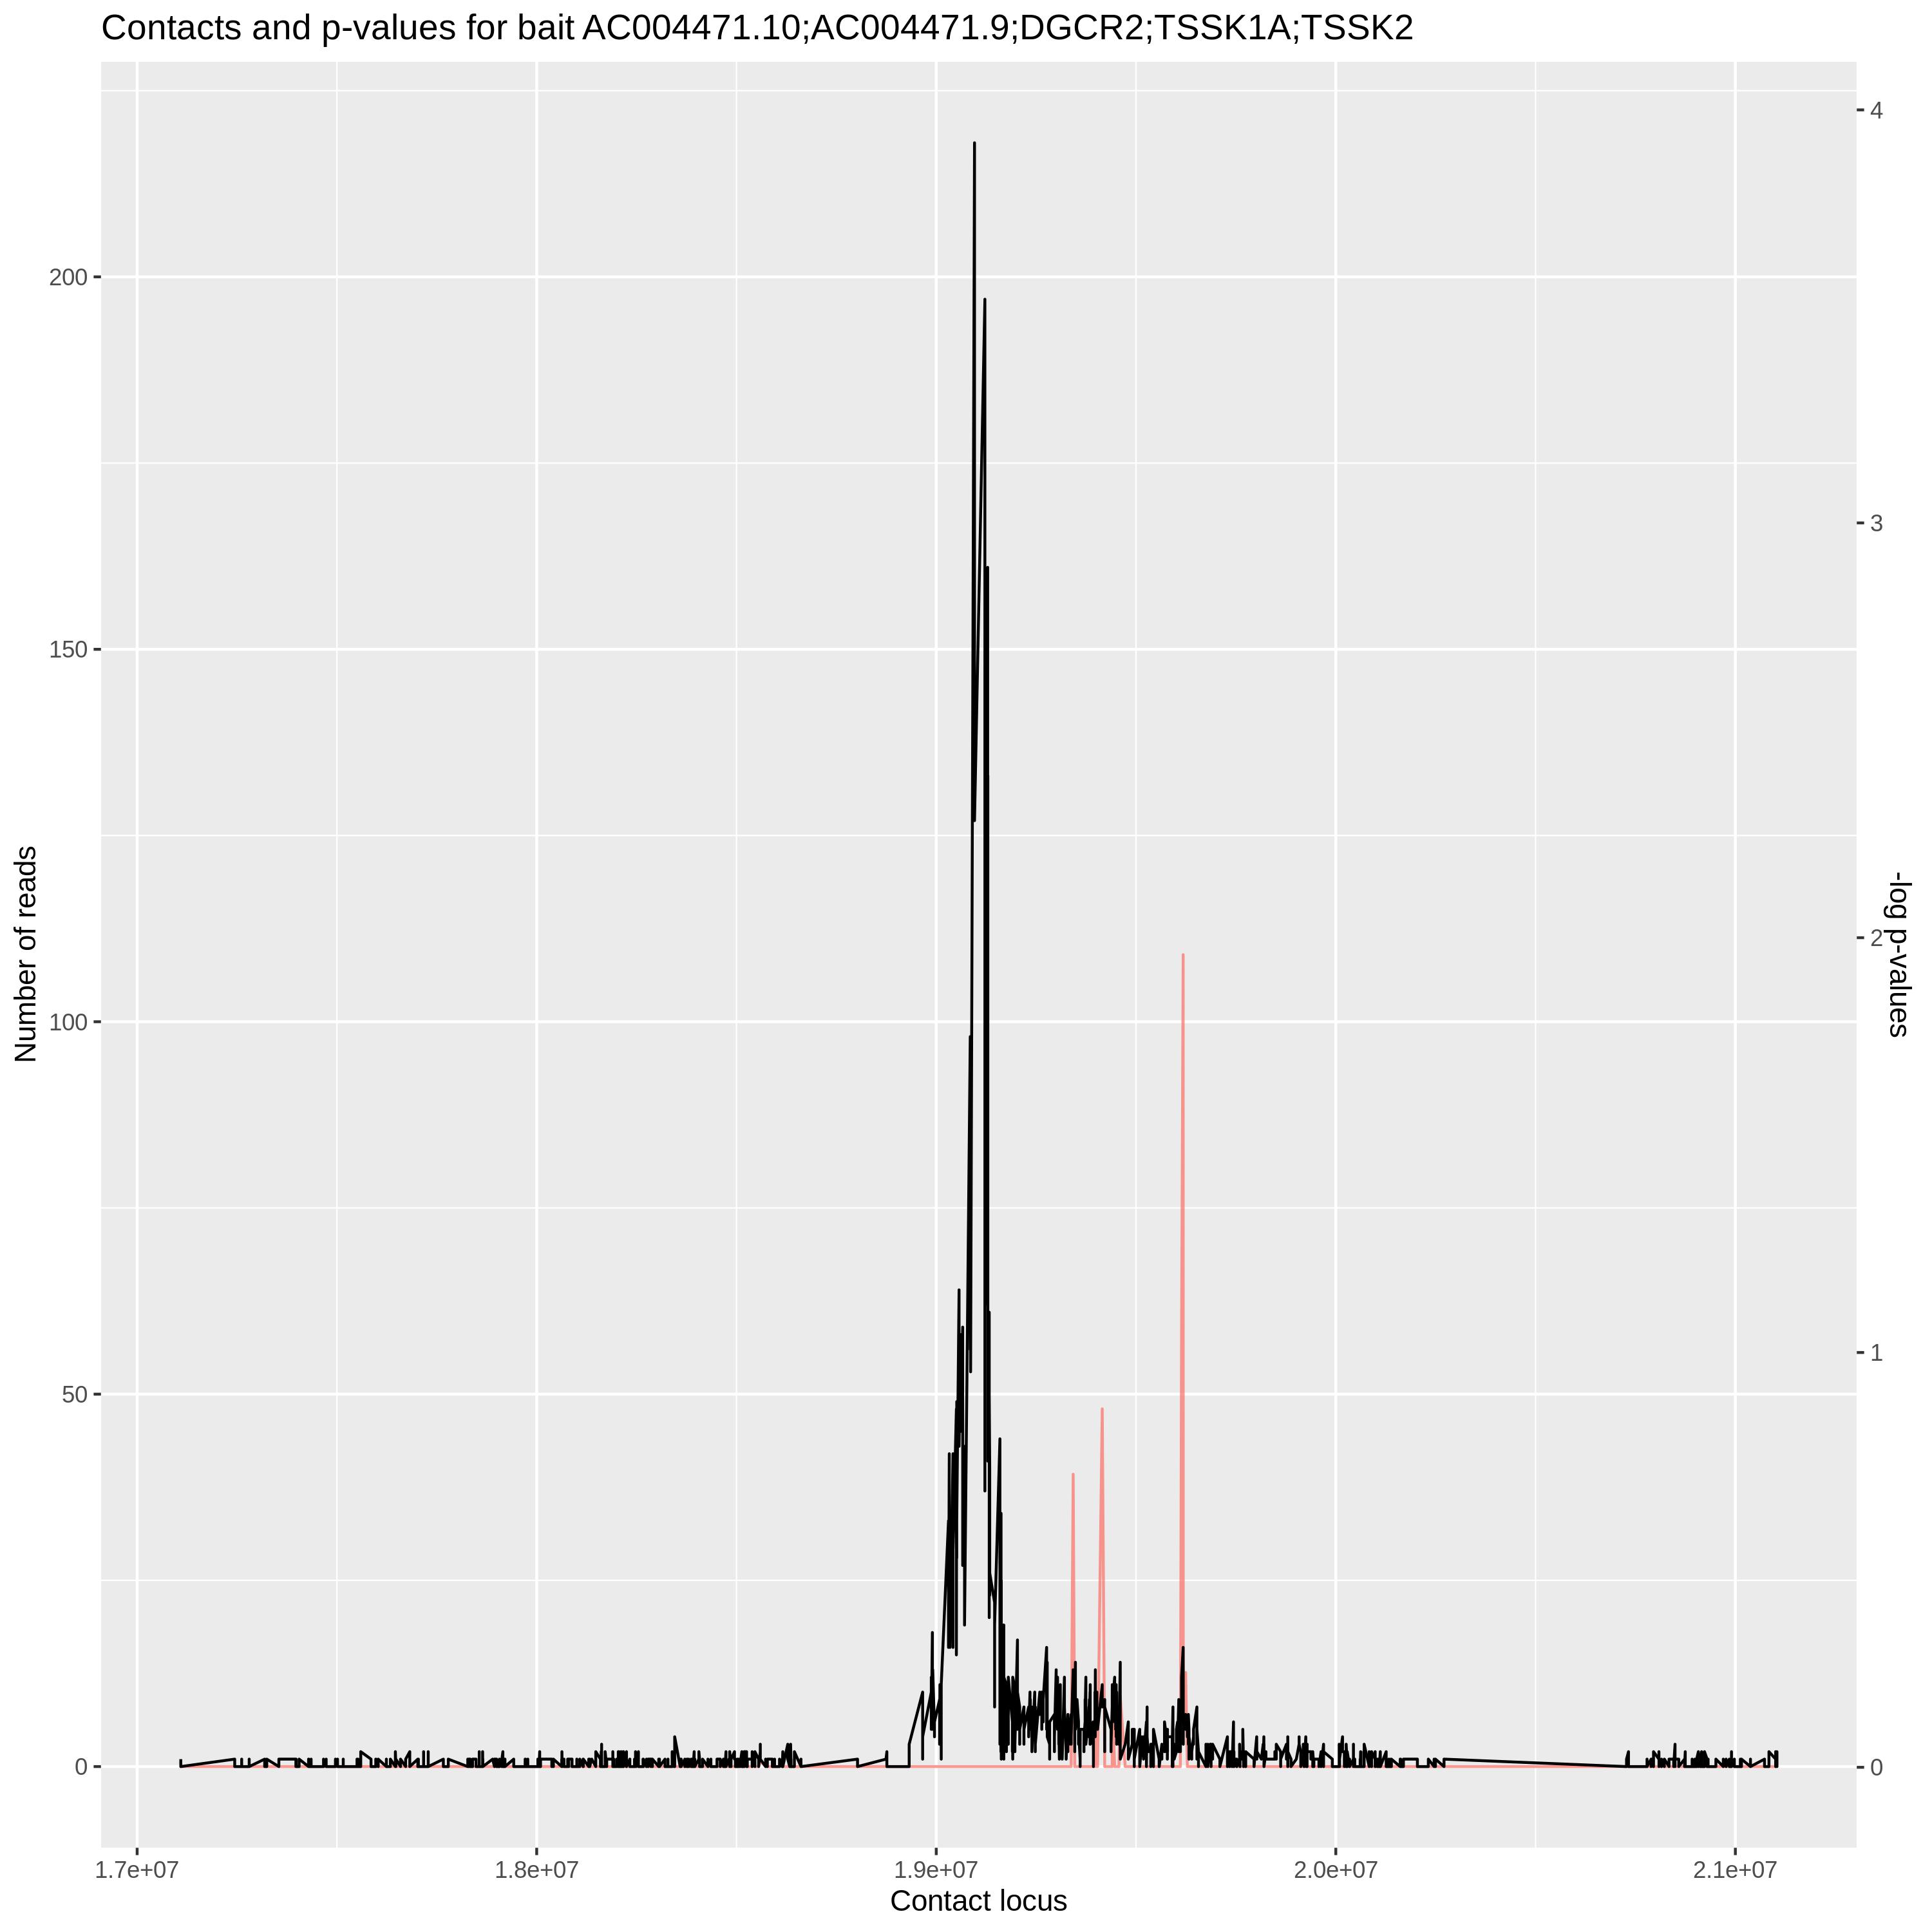 Contacts and p-values for bait AC004471.10;AC004471.9;DGCR2;TSSK1A;TSSK2
Number of reads
200
150
100
50
0
4
3
2
1
0
-log p-values
1.7e+07 1.8e+07 1.9e+07 2.0e+07 2.1e+07
Contact locus